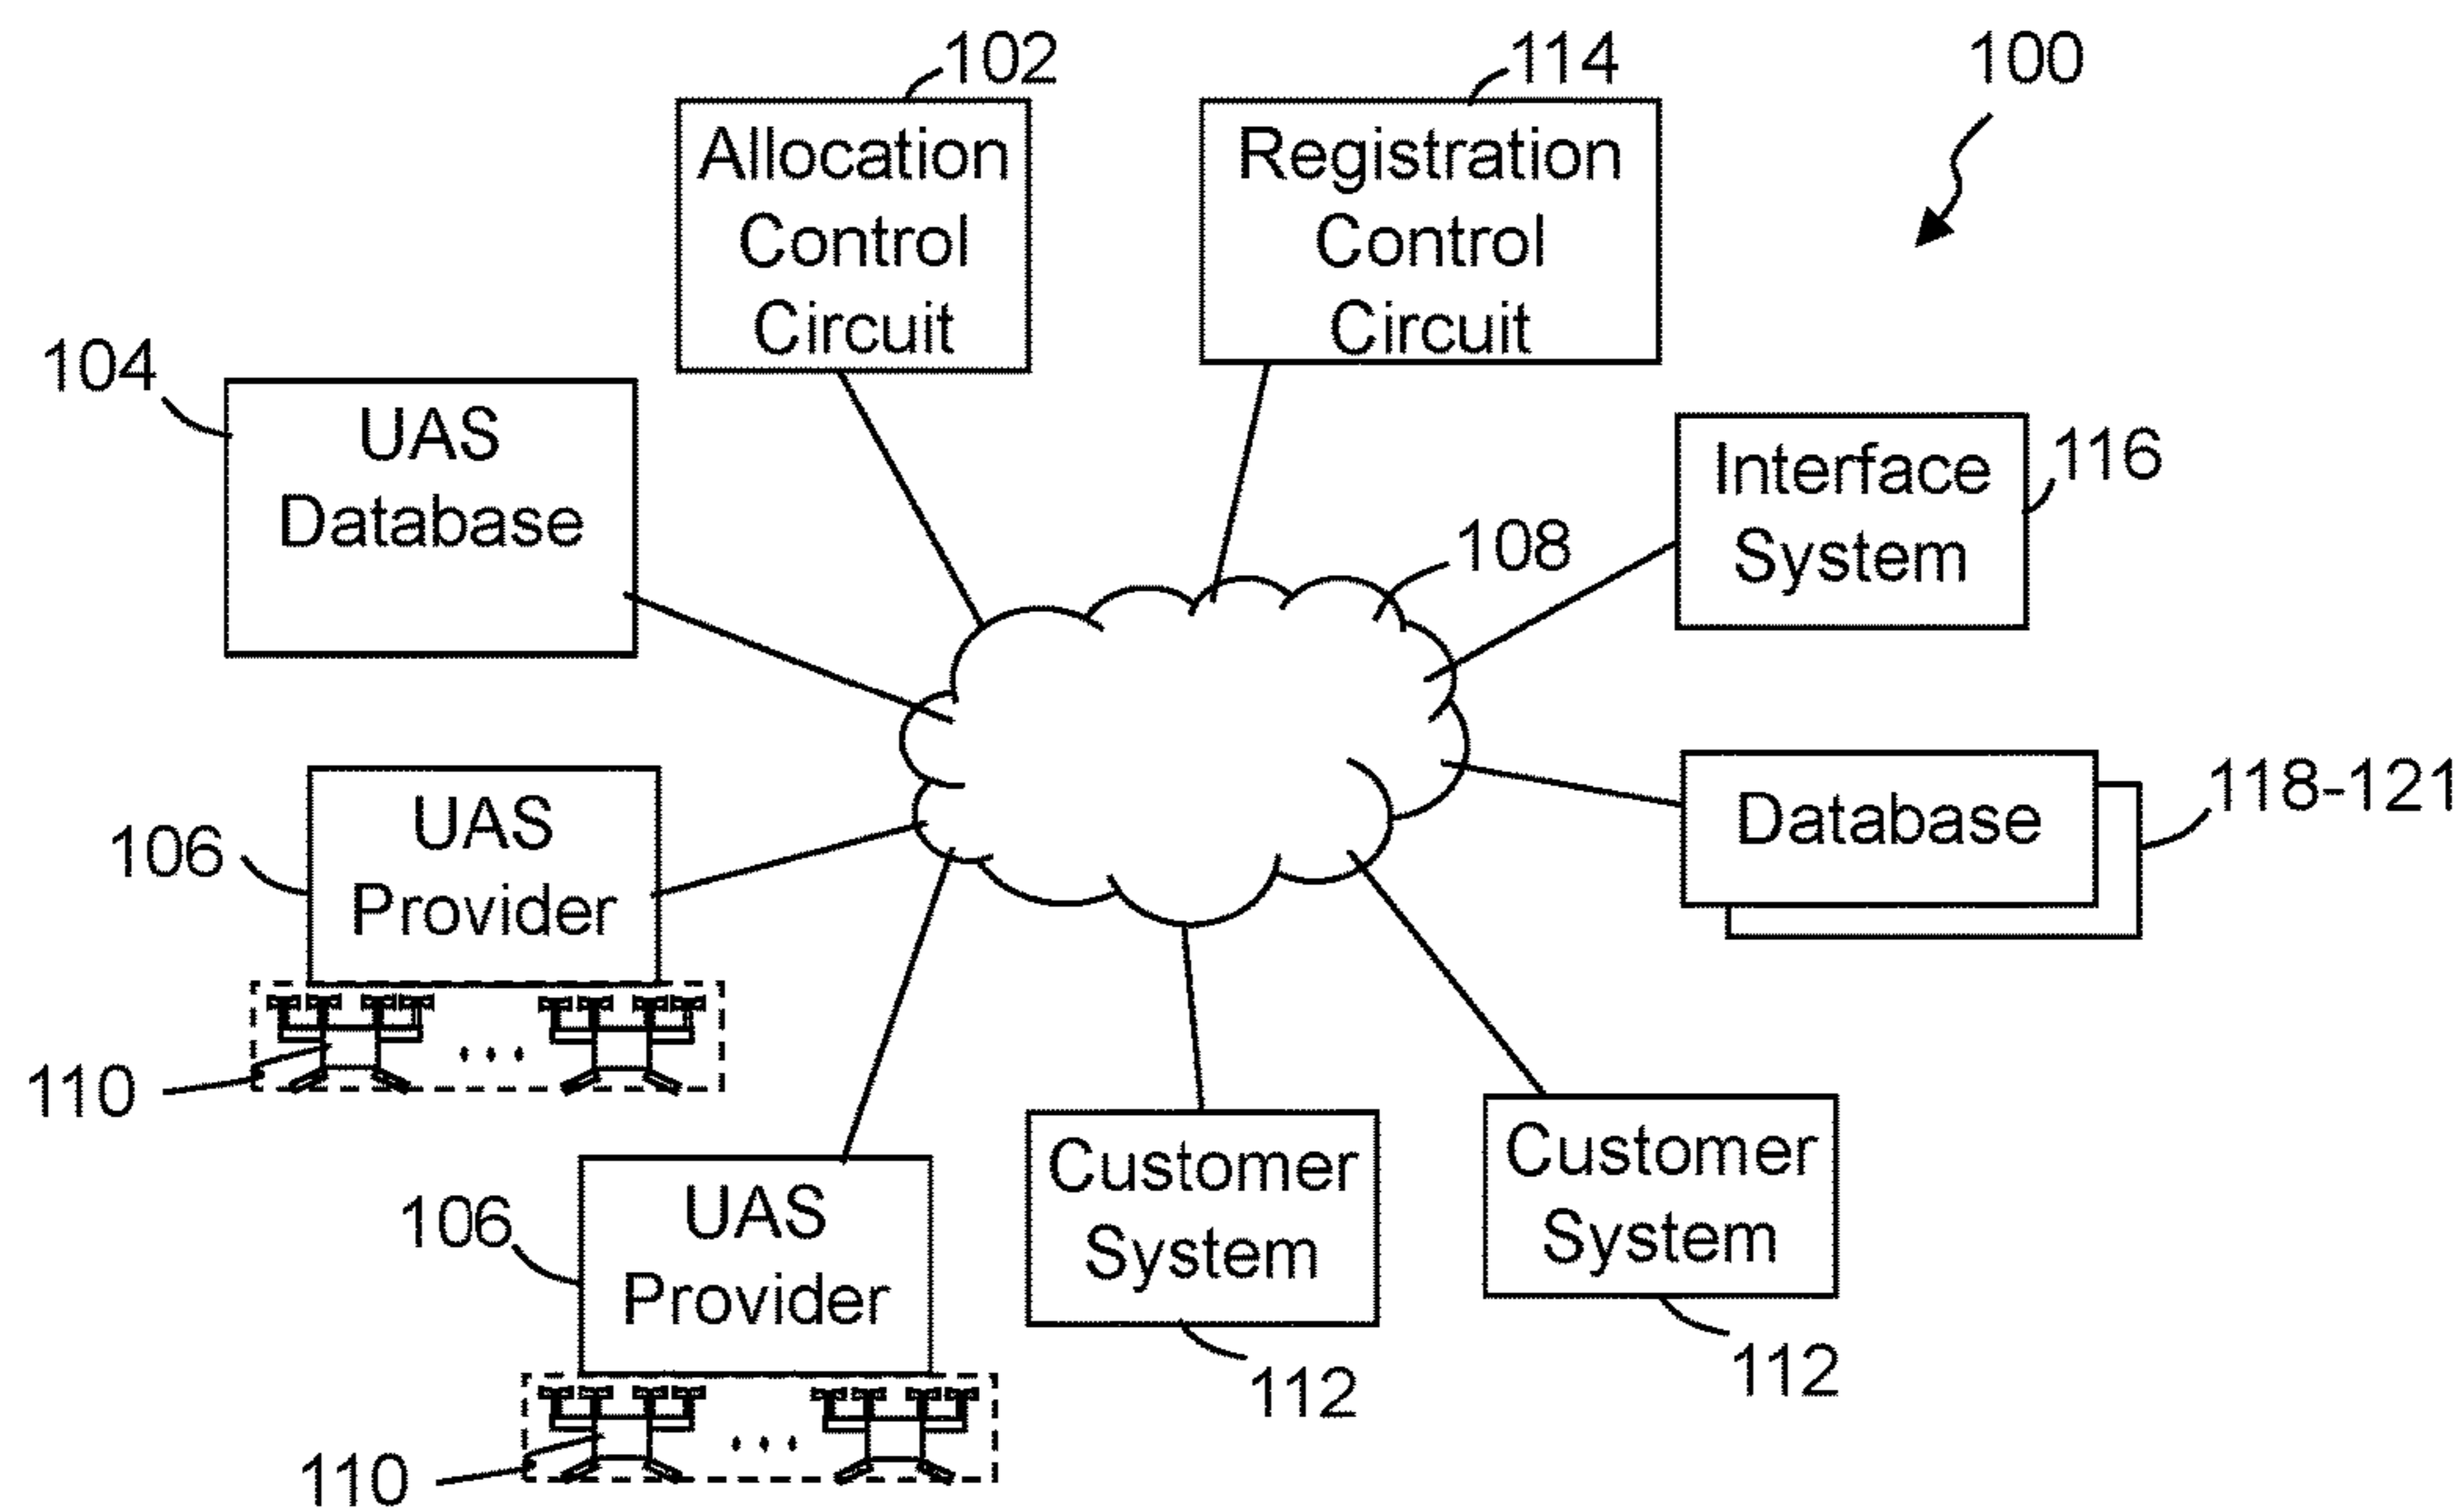 102
114
100
Allocation
Control
Circuit
Registration
Control
Circuit
104
UAS
Database
Interface
System
116
108
106
UAS
Provider
Database
118-121
110
106
UAS
Provider
Customer
System
Customer
System
112
112
110